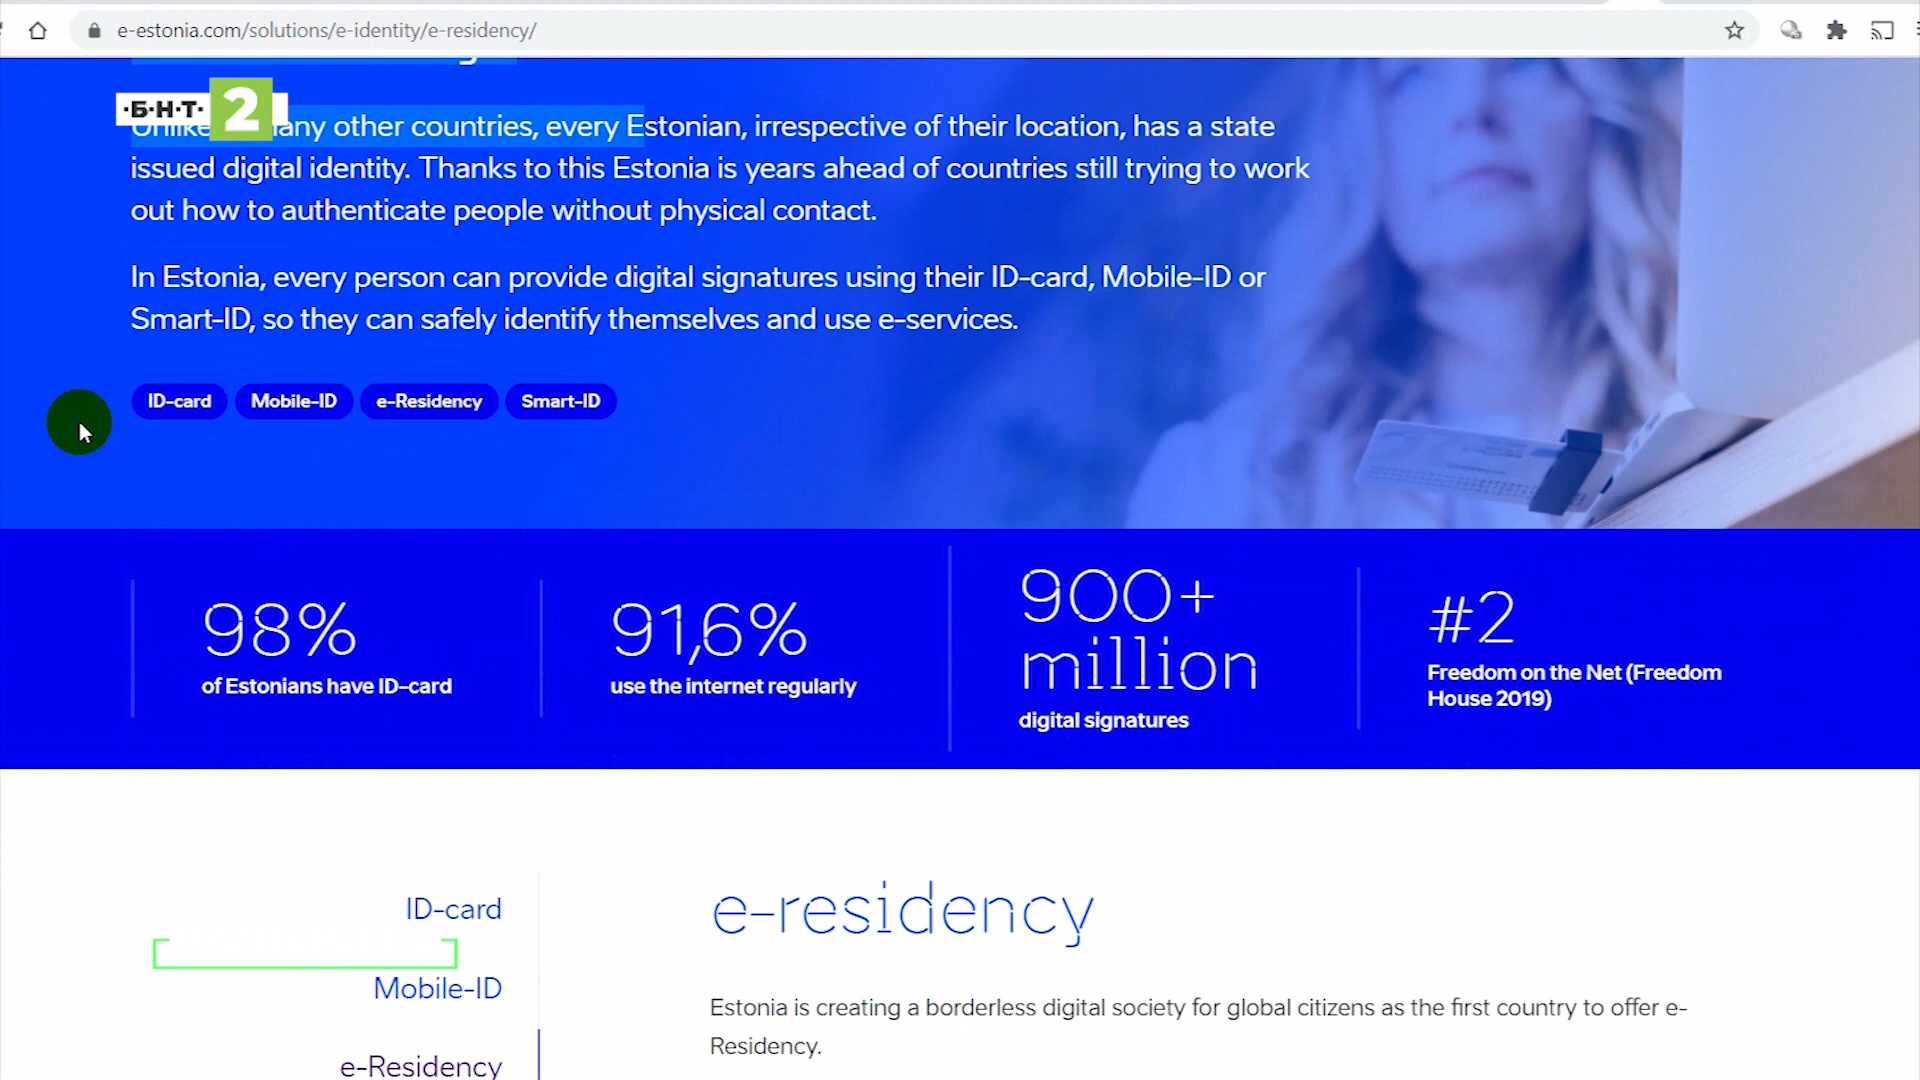 e-estonia.com/solutions/e-identity/e-residency/
·Б·Н·Т· 2
Unlike many other countries, every Estonian, irrespective of their location, has a state
issued digital identity. Thanks to this Estonia is years ahead of countries still trying to work
out how to authenticate people without physical contact.
In Estonia, every person can provide digital signatures using their ID-card, Mobile-ID or
Smart-ID, so they can safely identify themselves and use e-services.
ID-card Mobile-ID e-Residency Smart-ID
98%
of Estonians have ID-card
91,6%
use the internet regularly
900+
million
digital signatures
#2
Freedom on the Net (Freedom
House 2019)
ID-card
Mobile-ID
e-Residency
e-residency
Estonia is creating a borderless digital society for global citizens as the first country to offer e-
Residency.